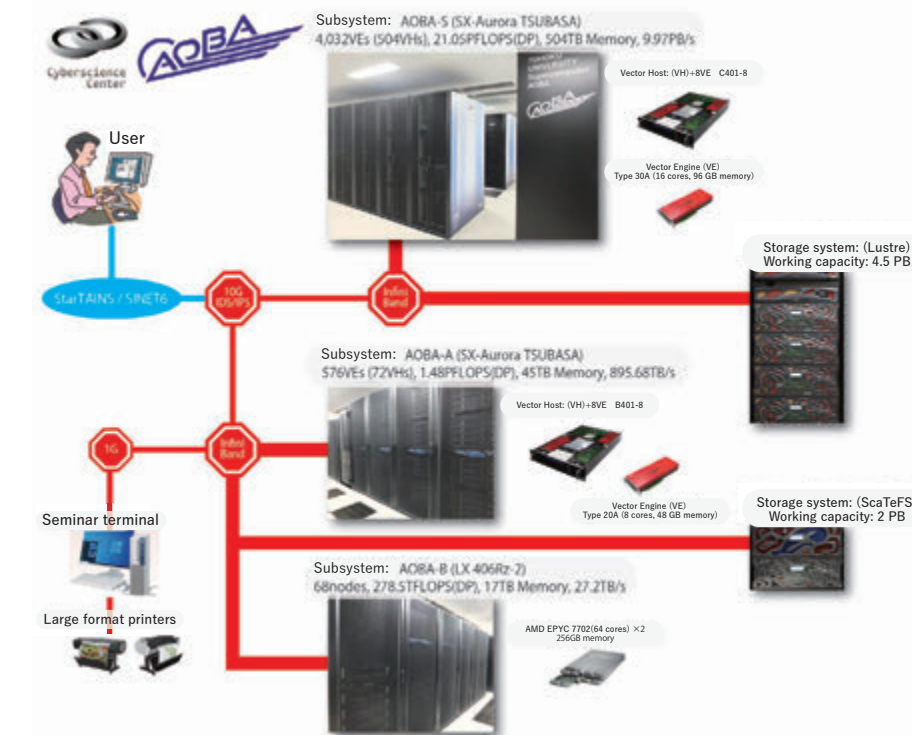 Cyberscience
Center
AOBA
Subsystem: AOBA-S (SX-Aurora TSUBASA)
4,032VEs (504VHs), 21.05PFLOPS(DP), 504TB Memory, 9.97PB/s
UNIVERSITY
Supercomputer
AOBA
AOBA
Vector Host: (VH)+8VE C401-8
Vector Engine (VE)
Type 30A (16 cores, 96 GB memory)
User
StarTAINS / SINET6
10G
IDS/IPS
Infini
Band
Storage system: (Lustre)
Working capacity: 4.5 PB
Subsystem: AOBA-A (SX-Aurora TSUBASA)
576VEs (72VHs), 1.48PFLOPS(DP), 45TB Memory, 895.68TB/s
Vector Host: (VH)+8VE B401-8
Vector Engine (VE)
Type 20A (8 cores, 48 GB memory)
1G
Infini
Band
Storage system: (ScaTeFS
Working capacity: 2 PB
Seminar terminal
Large format printers
Subsystem: AOBA-B (LX 406Rz-2)
68nodes, 278.5TFLOPS(DP), 17TB Memory, 27.2TB/s
AMD EPYC 7702(64 cores) ×2
256GB memory